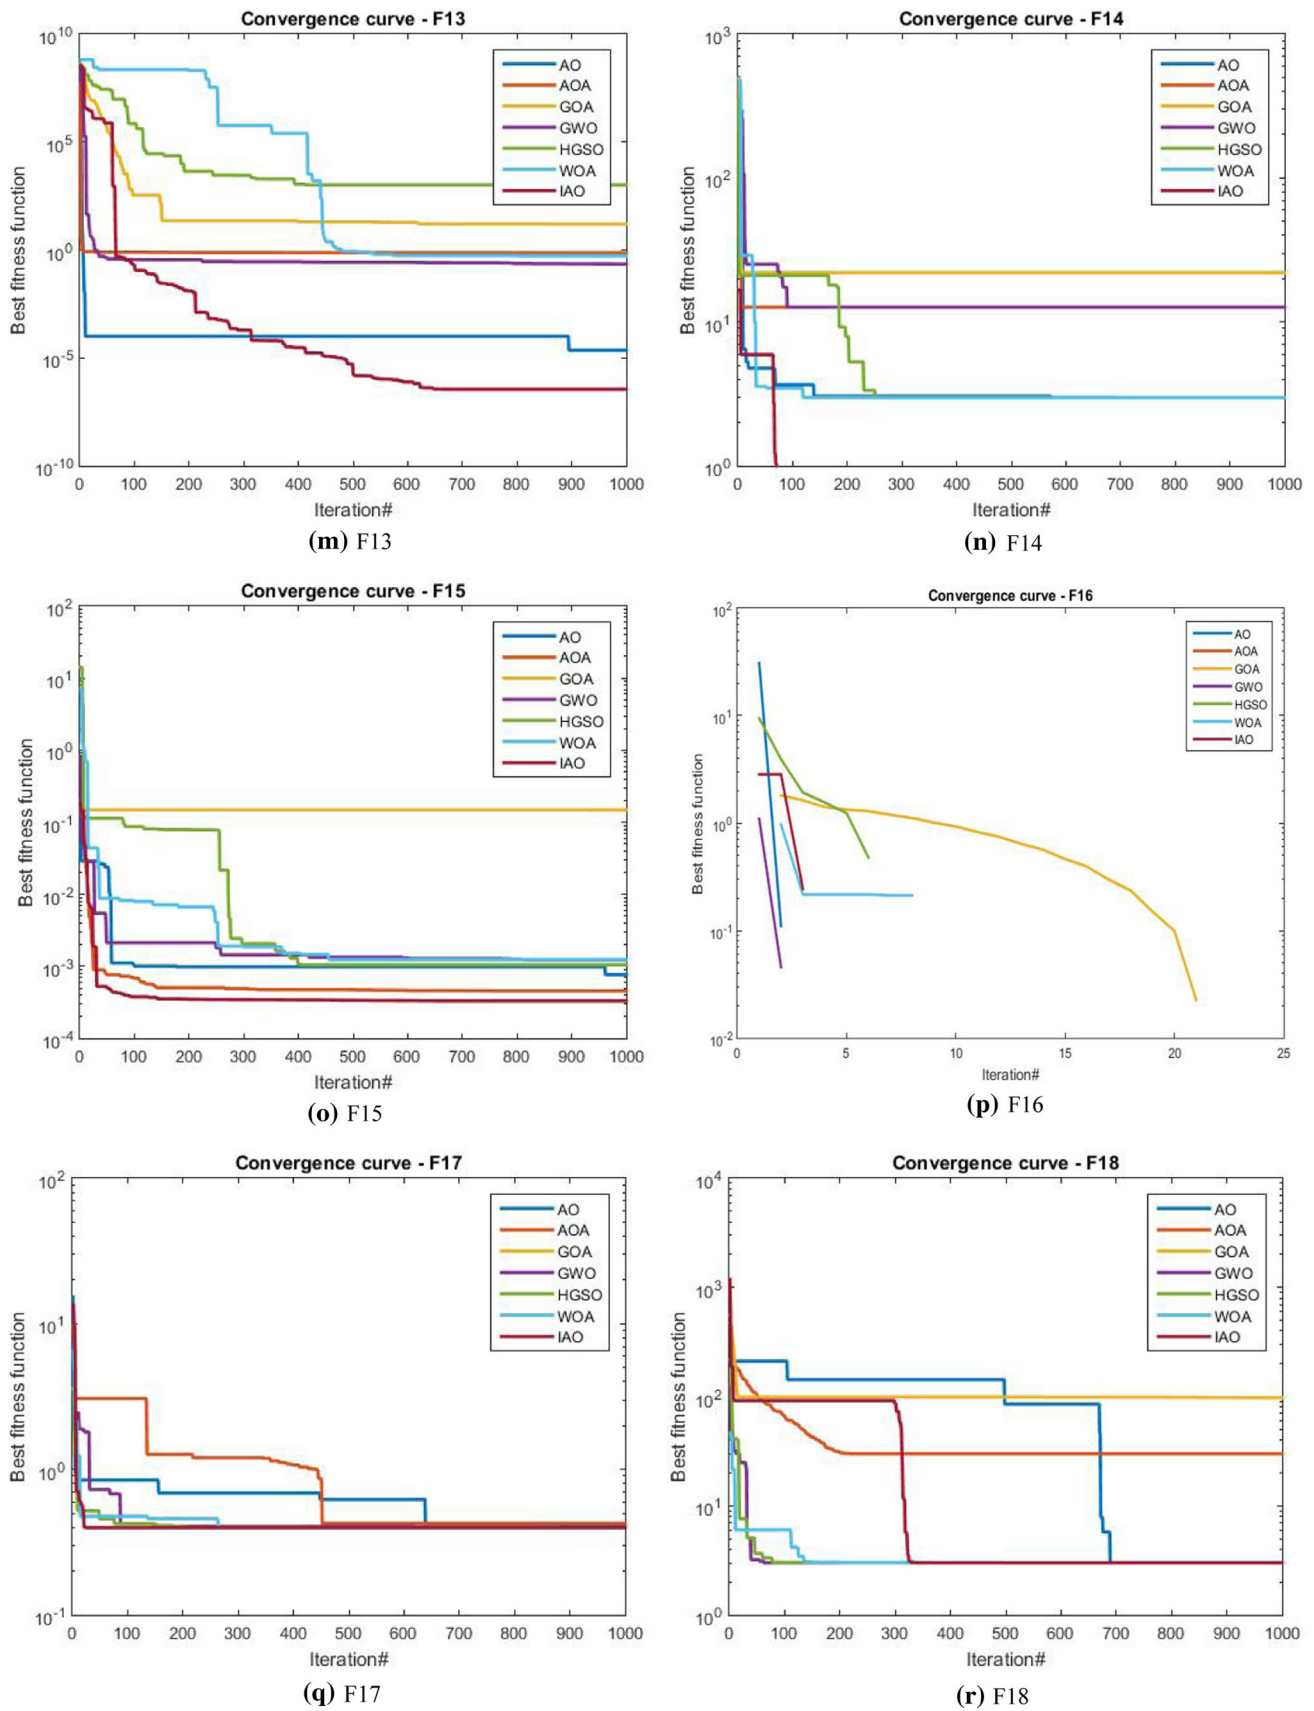 Convergence curve - F13
Best fitness function
10^10
10^5
10^0
10^-5
10^-10
AO
AOA
GOA
GWO
HGSO
WOA
IAO
0 100 200 300 400 500 600 700 800 900 1000
Iteration#
(m) F13
Convergence curve - F14
Best fitness function
10^3
10^2
10^1
10^0
AO
AOA
GOA
GWO
HGSO
WOA
IAO
0 100 200 300 400 500 600 700 800 900 1000
Iteration#
(n) F14
Convergence curve - F15
Best fitness function
10^2
10^1
10^0
10^-1
10^-2
10^-3
10^-4
AO
AOA
GOA
GWO
HGSO
WOA
IAO
0 100 200 300 400 500 600 700 800 900 1000
Iteration#
(o) F15
Convergence curve - F16
Best fitness function
10^2
10^1
10^0
10^-1
10^-2
AO
AOA
GOA
GWO
HGSO
WOA
IAO
0 5 10 15 20 25
Iteration#
(p) F16
Convergence curve - F17
Best fitness function
10^2
10^1
10^0
10^-1
AO
AOA
GOA
GWO
HGSO
WOA
IAO
0 100 200 300 400 500 600 700 800 900 1000
Iteration#
(q) F17
Convergence curve - F18
Best fitness function
10^4
10^3
10^2
10^1
10^0
AO
AOA
GOA
GWO
HGSO
WOA
IAO
0 100 200 300 400 500 600 700 800 900 1000
Iteration#
(r) F18